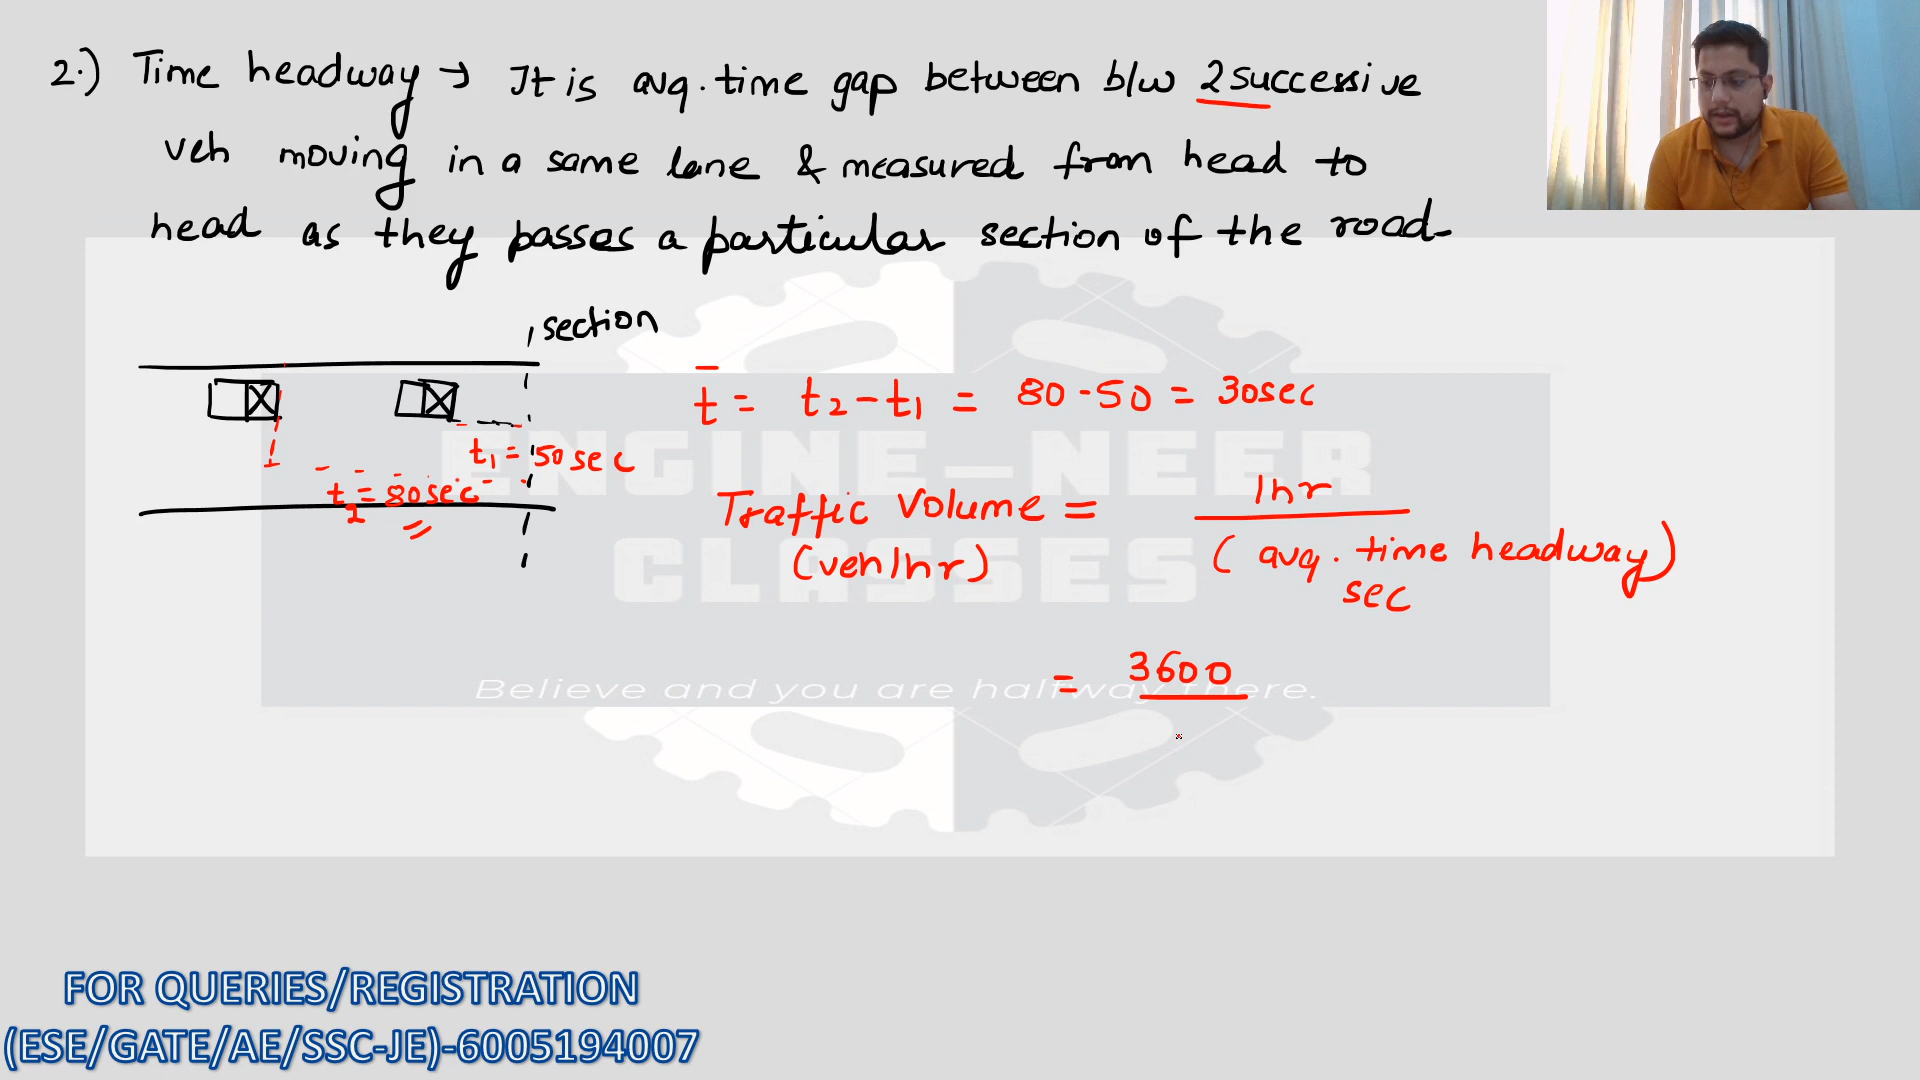 2.) Time headway → It is avg. time gap between b/w 2 successive
veh moving in a same lane & measured from head to
head as they passes a particular section of the road.
section
t̄ = t₂ - t₁ = 80 - 50 = 30sec
t₁ = 50 sec
t₂ = 80sec
Traffic Volume = 1hr
(veh/hr) (avg. time headway)
sec
= 3600
ENGINE-NEER
CLASSES
Believe and you are halfway there.
FOR QUERIES/REGISTRATION
(ESE/GATE/AE/SSC-JE)-6005194007